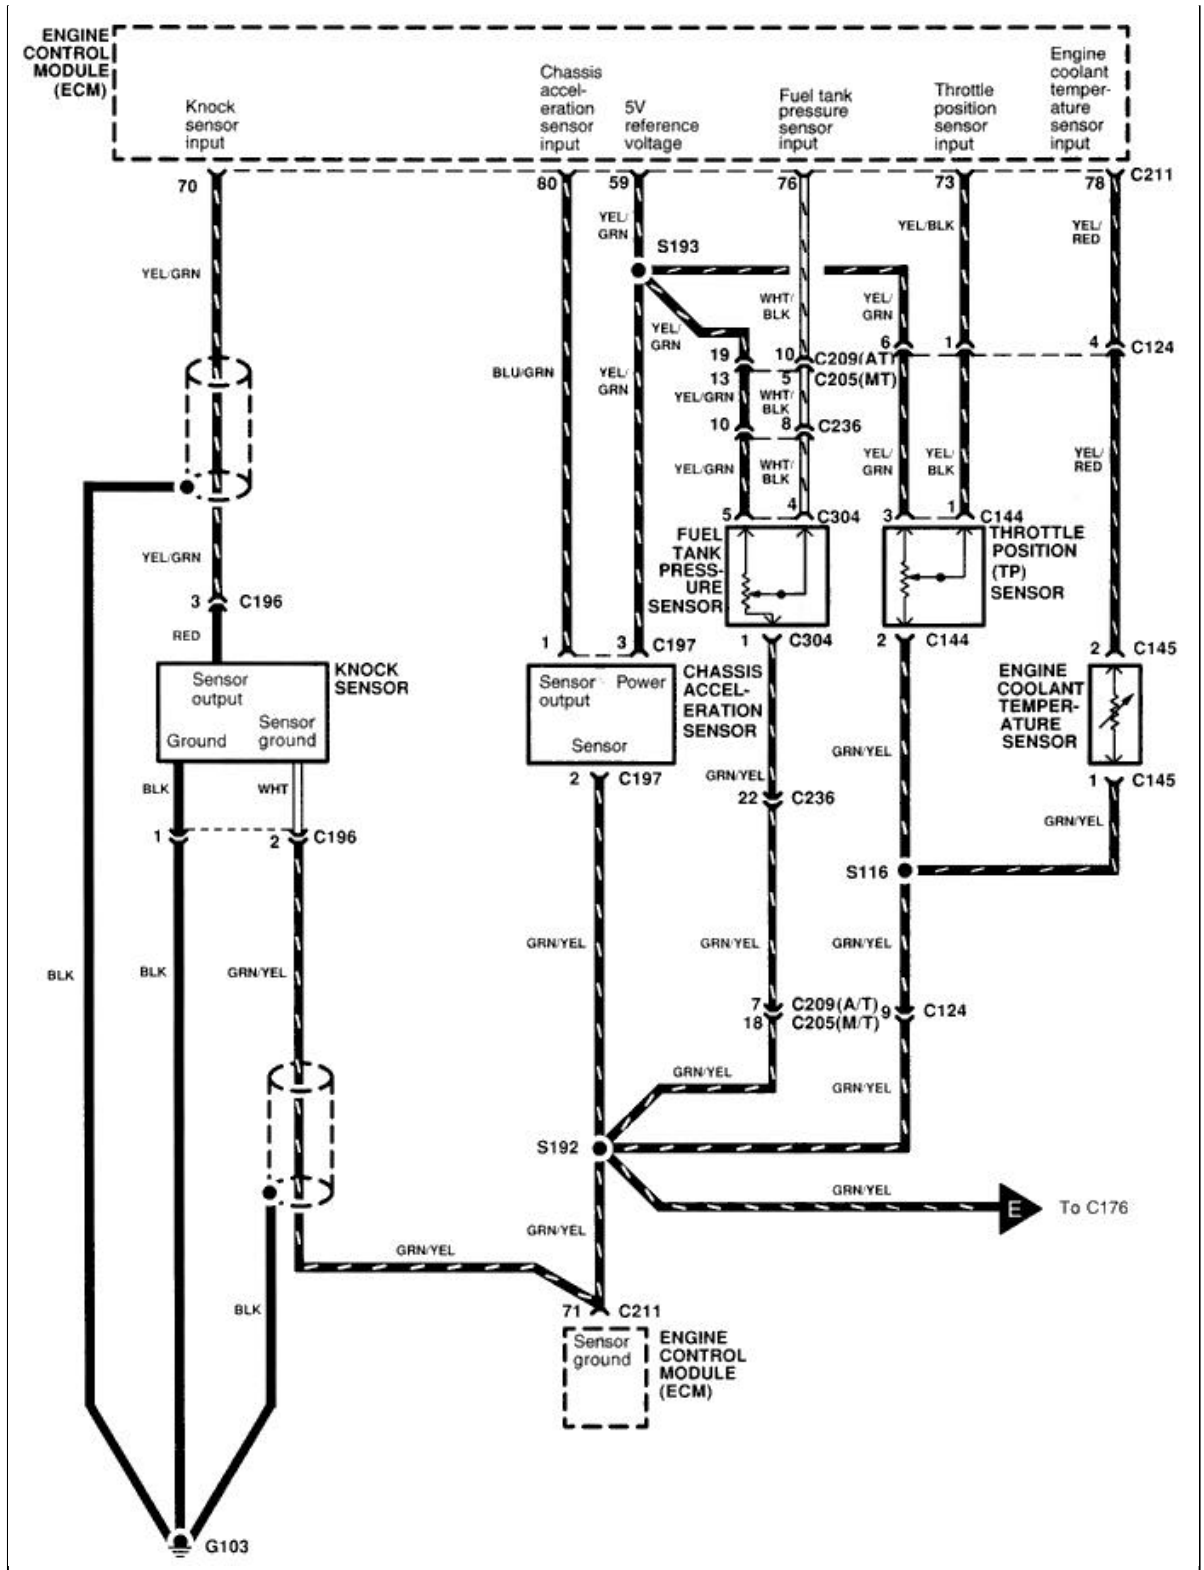 ENGINE
CONTROL
MODULE
(ECM)
Knock
sensor
input
Chassis
accel-
eration
sensor
input
5V
reference
voltage
Fuel tank
pressure
sensor
input
Throttle
position
sensor
input
Engine
coolant
temper-
ature
sensor
input
70
80
59
76
73
78
C211
YEL/
GRN
YEL/BLK
YEL/
RED
S193
YEL/GRN
WHT/
BLK
YEL/
GRN
YEL/
GRN
6
1
4
C124
19
10
C209(AT)
BLU/GRN
YEL/
GRN
13
5
C205(MT)
YEL/GRN
WHT/
BLK
10
8
C236
YEL/GRN
WHT/
BLK
YEL/
GRN
YEL/
BLK
YEL/
RED
5
4
C304
3
1
C144
FUEL
TANK
PRESS-
URE
SENSOR
THROTTLE
POSITION
(TP)
SENSOR
YEL/GRN
3
C196
RED
1
C304
2
C144
1
3
C197
2
C145
KNOCK
SENSOR
Sensor
output
Sensor
ground
Ground
Sensor
output
Power
Sensor
CHASSIS
ACCEL-
ERATION
SENSOR
ENGINE
COOLANT
TEMPER-
ATURE
SENSOR
BLK
WHT
2
C197
GRN/YEL
GRN/YEL
1
C145
22
C236
GRN/YEL
1
2
C196
S116
BLK
BLK
GRN/YEL
GRN/YEL
GRN/YEL
GRN/YEL
7
C209(A/T)
18
C205(M/T)
9
C124
GRN/YEL
GRN/YEL
S192
GRN/YEL
E
To C176
GRN/YEL
GRN/YEL
BLK
71
C211
Sensor
ground
ENGINE
CONTROL
MODULE
(ECM)
G103